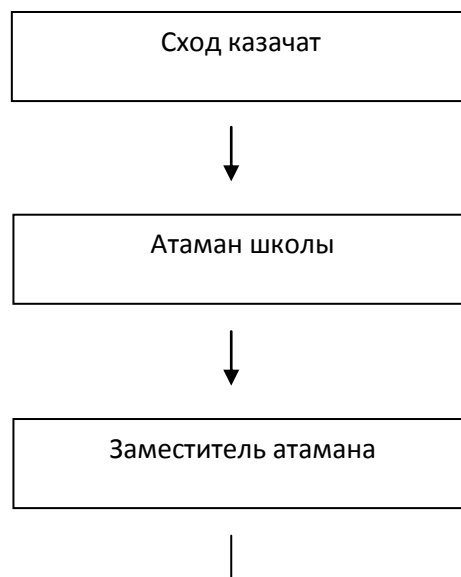 Сход казачат
Атаман школы
Заместитель атамана